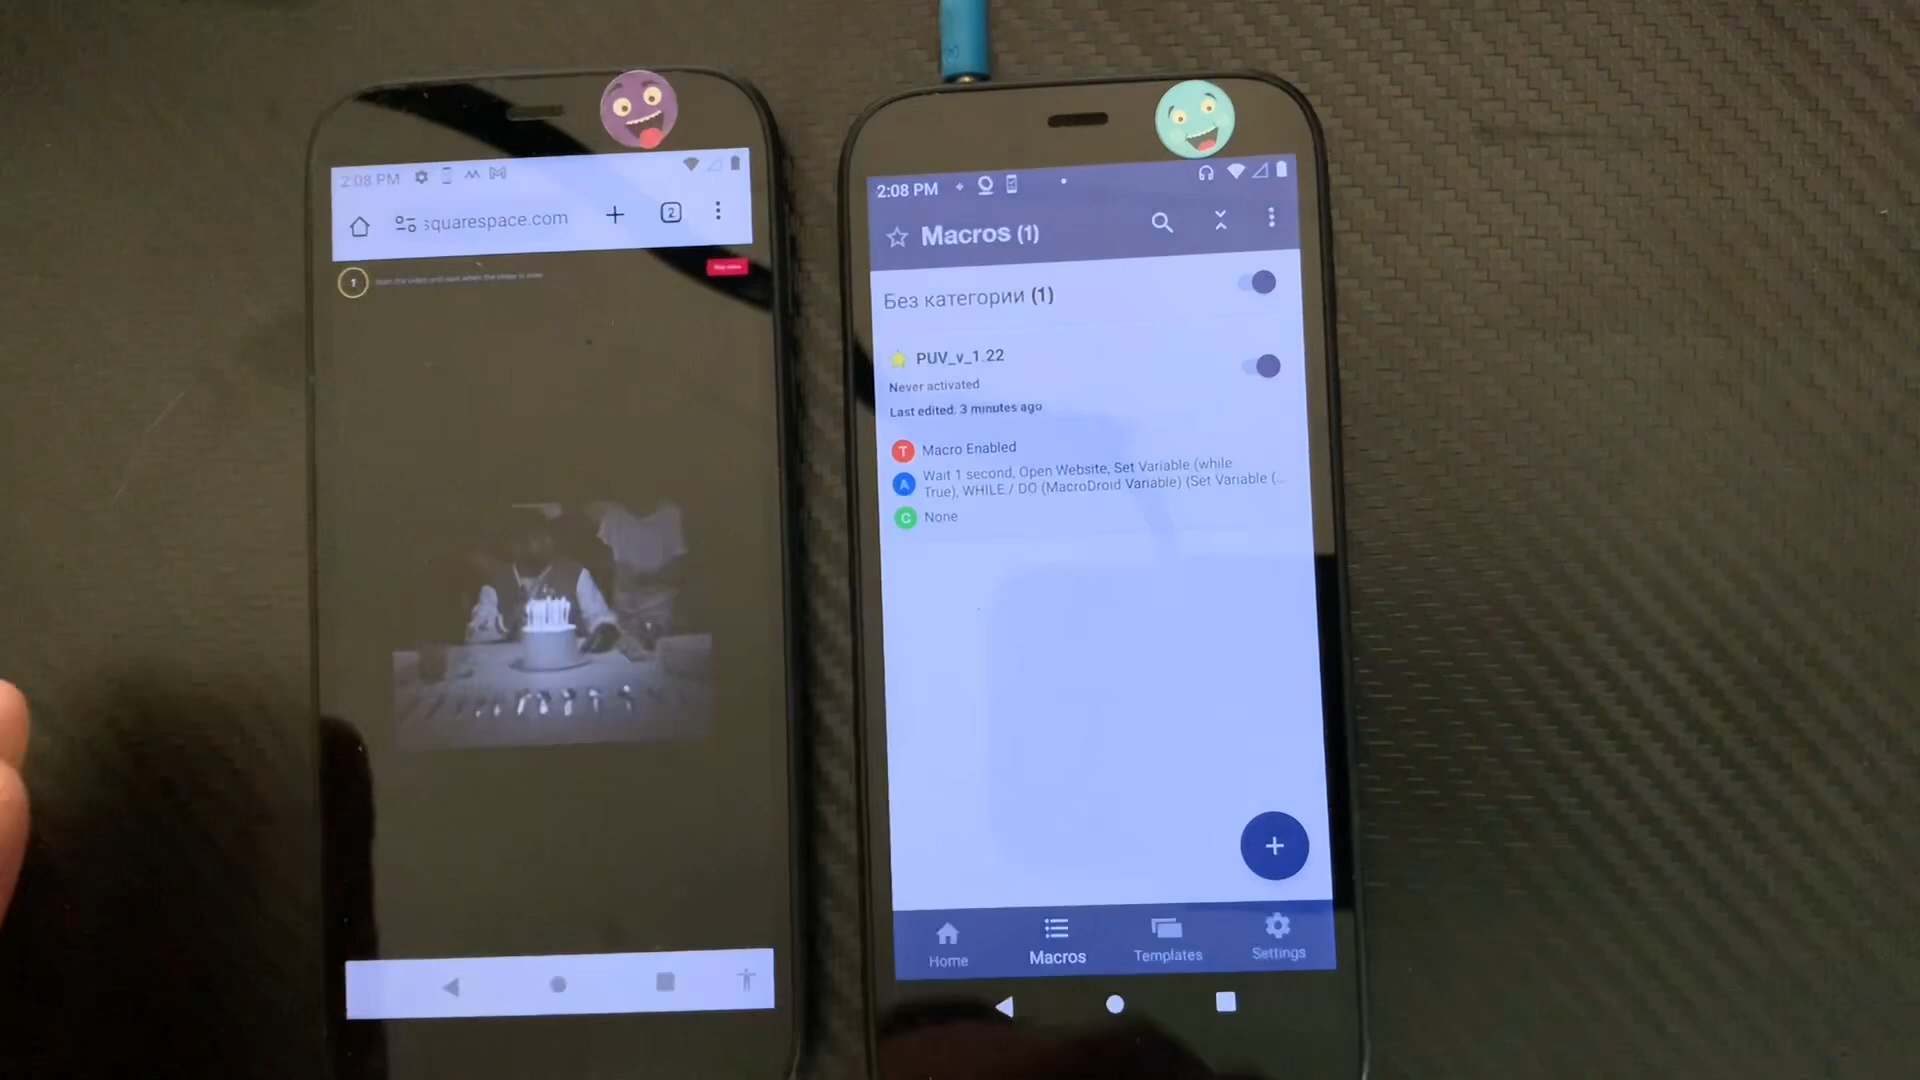 2:08 PM
squarespace.com
2
1
2:08 PM
Macros (1)
Без категории (1)
PUV_v_1.22
Never activated
Last edited: 3 minutes ago
T Macro Enabled
A Wait 1 second, Open Website, Set Variable (while
True), WHILE / DO (MacroDroid Variable) (Set Variable (...
C None
Home
Macros
Templates
Settings